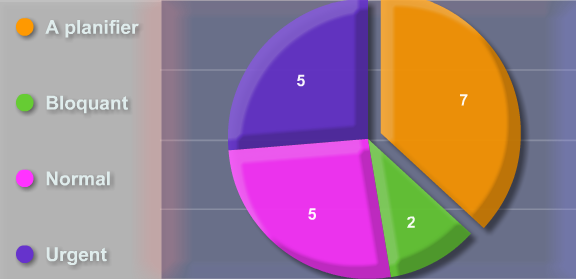 A planifier
Bloquant
Normal
Urgent
5
7
5
2